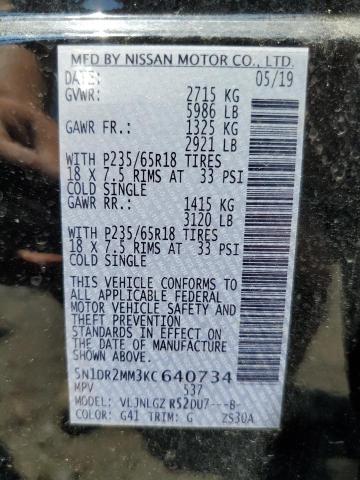 MFD BY NISSAN MOTOR CO., LTD.
DATE: 05/19
GVWR: 2715 KG
5986 LB
GAWR FR.: 1325 KG
2921 LB
WITH P235/65R18 TIRES
18 X 7.5 RIMS AT 33 PSI
COLD SINGLE
GAWR RR.: 1415 KG
3120 LB
WITH P235/65R18 TIRES
18 X 7.5 RIMS AT 33 PSI
COLD SINGLE
THIS VEHICLE CONFORMS TO
ALL APPLICABLE FEDERAL
MOTOR VEHICLE SAFETY AND
THEFT PREVENTION
STANDARDS IN EFFECT ON
THE DATE OF MANUFACTURE
SHOWN ABOVE.
5N1DR2MM3KC640734
MPV 537
MODEL: VLJNLGZ R52DU7---B-
COLOR: G41 TRIM: G ZS30A